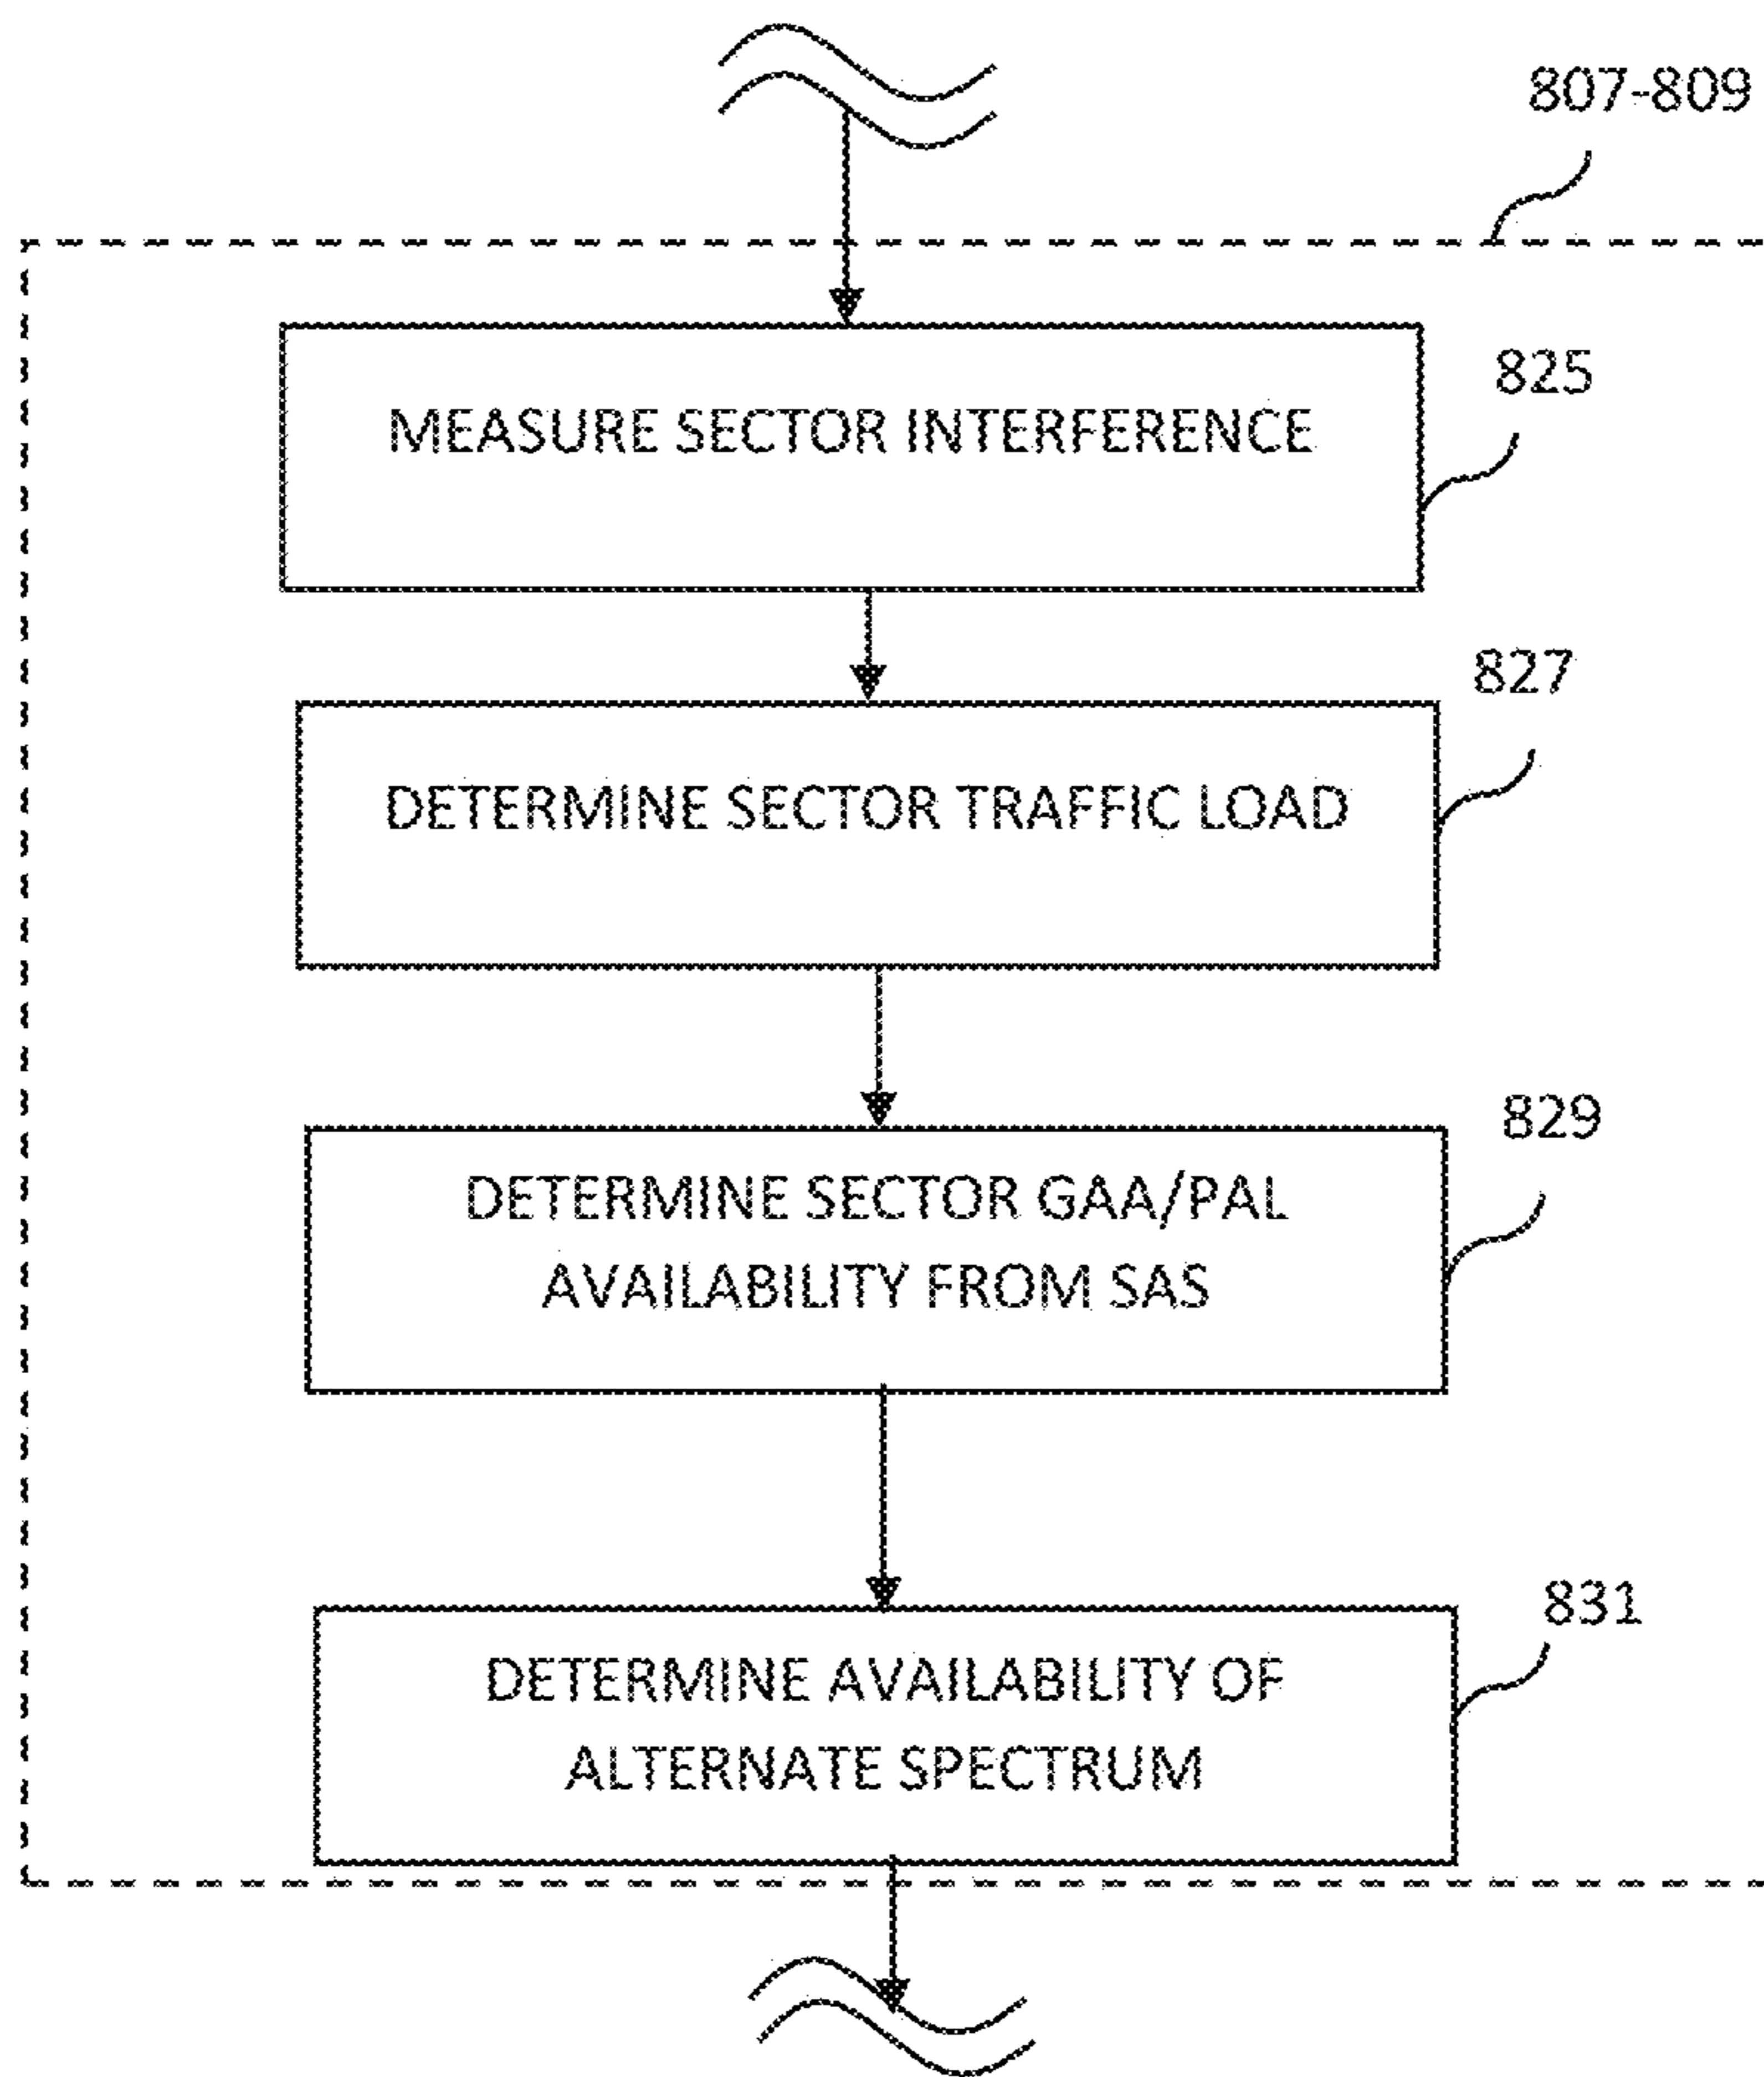 807-809
825
MEASURE SECTOR INTERFERENCE
827
DETERMINE SECTOR TRAFFIC LOAD
829
DETERMINE SECTOR GAA/PAL
AVAILABILITY FROM SAS
831
DETERMINE AVAILABILITY OF
ALTERNATE SPECTRUM